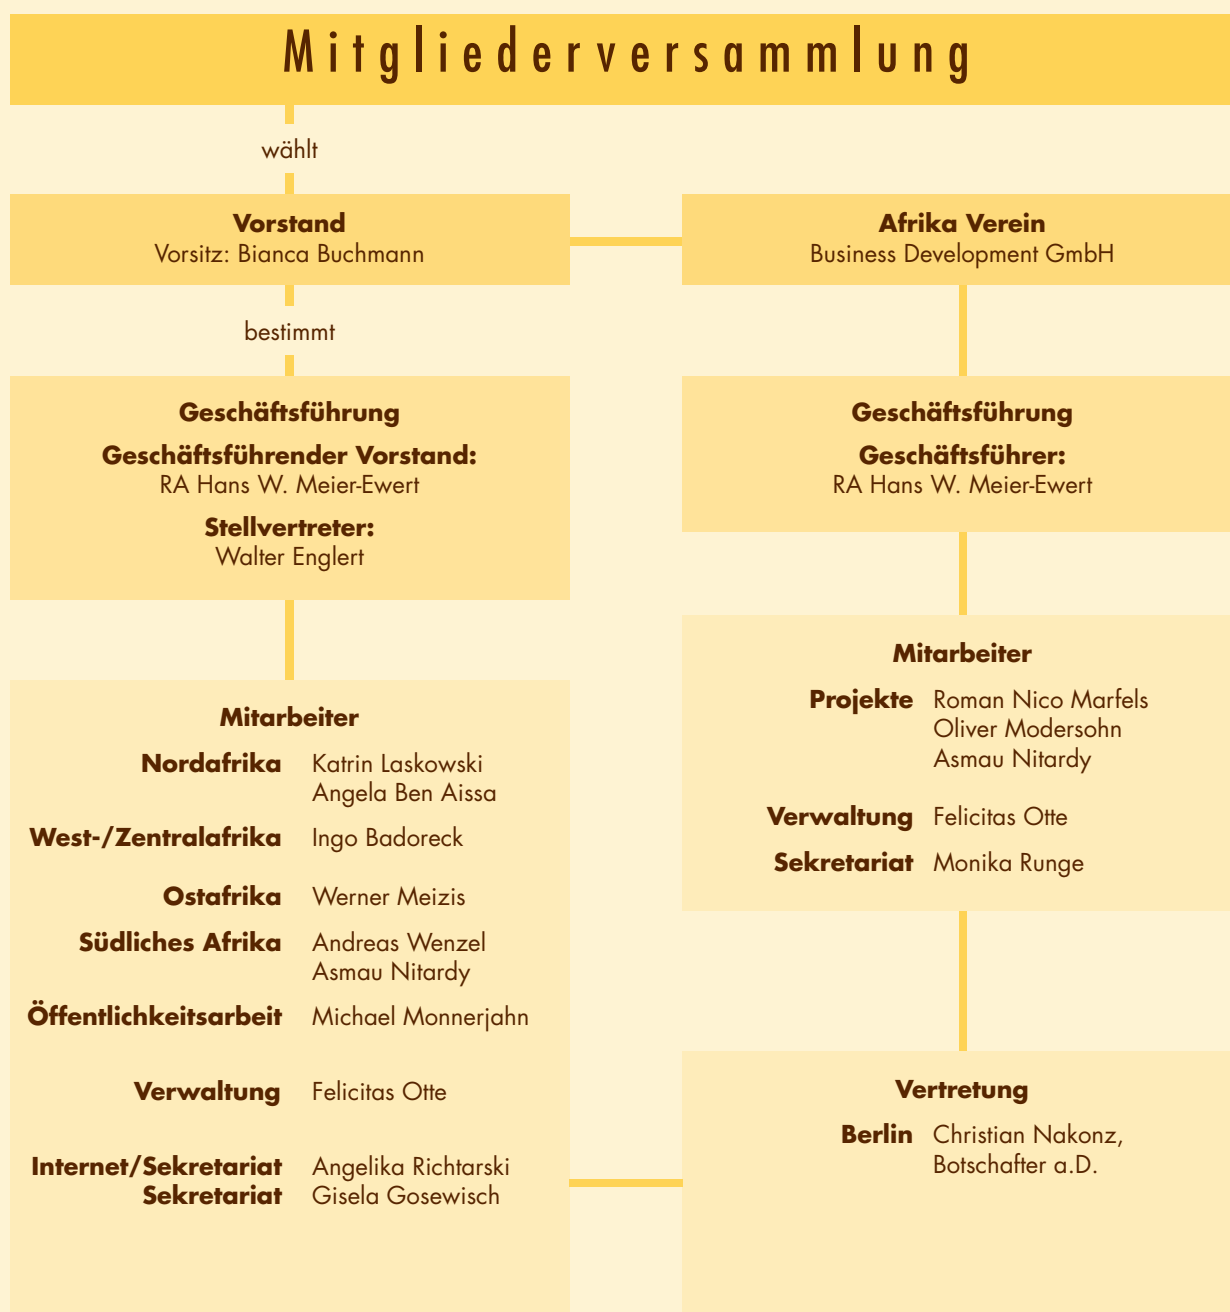 Mitgliederversammlung
wählt
Vorstand
Vorsitz: Bianca Buchmann
Afrika Verein
Business Development GmbH
bestimmt
Geschäftsführung
Geschäftsführender Vorstand:
RA Hans W. Meier-Ewert
Stellvertreter:
Walter Englert
Geschäftsführung
Geschäftsführer:
RA Hans W. Meier-Ewert
Mitarbeiter
Nordafrika Katrin Laskowski
Angela Ben Aissa
West-/Zentralafrika Ingo Badoreck
Ostafrika Werner Meizis
Südliches Afrika Andreas Wenzel
Asmau Nitardy
Öffentlichkeitsarbeit Michael Monnerjahn
Verwaltung Felicitas Otte
Internet/Sekretariat Angelika Richtarski
Sekretariat Gisela Gosewisch
Mitarbeiter
Projekte Roman Nico Marfels
Oliver Modersohn
Asmau Nitardy
Verwaltung Felicitas Otte
Sekretariat Monika Runge
Vertretung
Berlin Christian Nakonz,
Botschafter a.D.